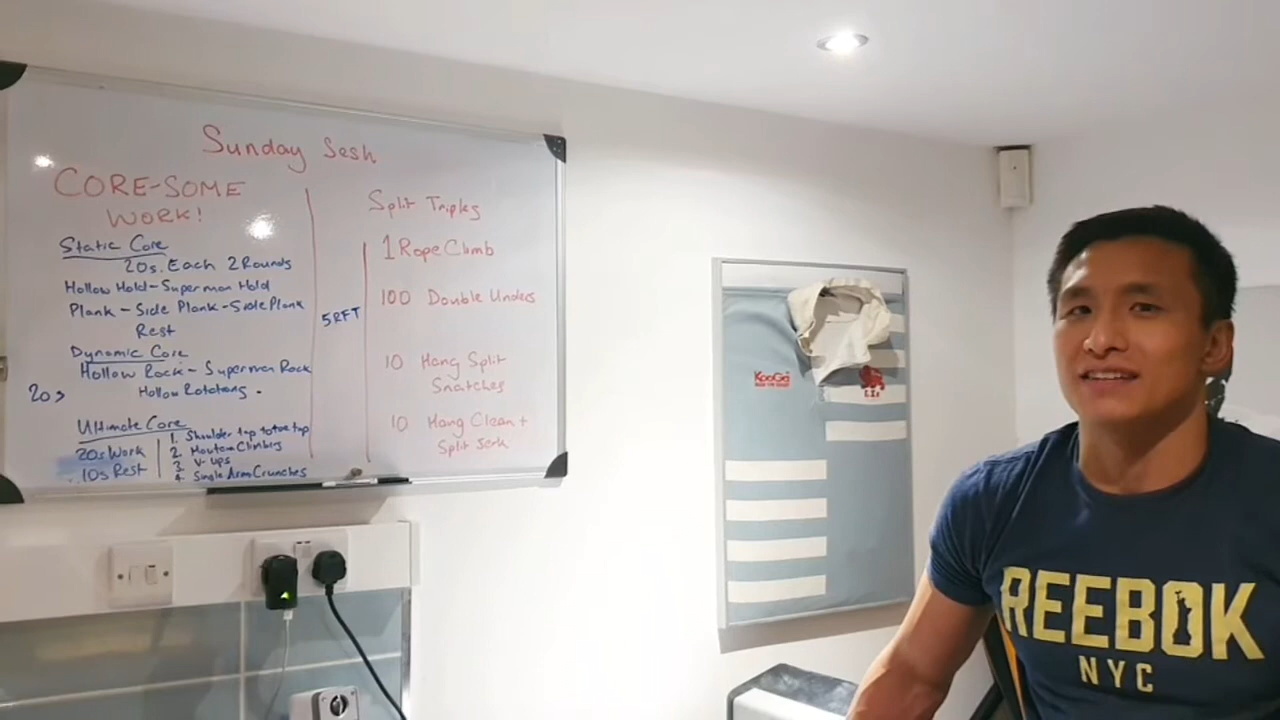 Sunday Sesh
CORE-SOME
WORK!
Static Core
20s. Each 2 Rounds
Hollow Hold - Superman Hold
Plank - Side Plank - Side Plank
Rest
Dynamic Core
Hollow Rock - Superman Rock
20s Hollow Rotations.
Ultimate Core
20s Work
10s Rest
1. Shoulder tap to toe tap
2. Moutain Climbers
3. V-ups
4. Single Arm Crunches
Split Triples
5RFT
1 Rope Climb
100 Double Unders
10 Hang Split
Snatches
10 Hang Clean +
Split Jerk
KooGa
REEBOK
NYC